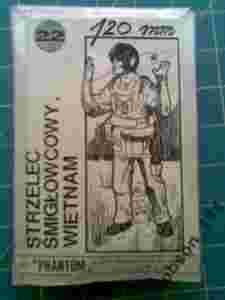 22
120 mm
STRZELEC
ŚMIGŁOWCOWY,
WIETNAM
"PHANTOM"